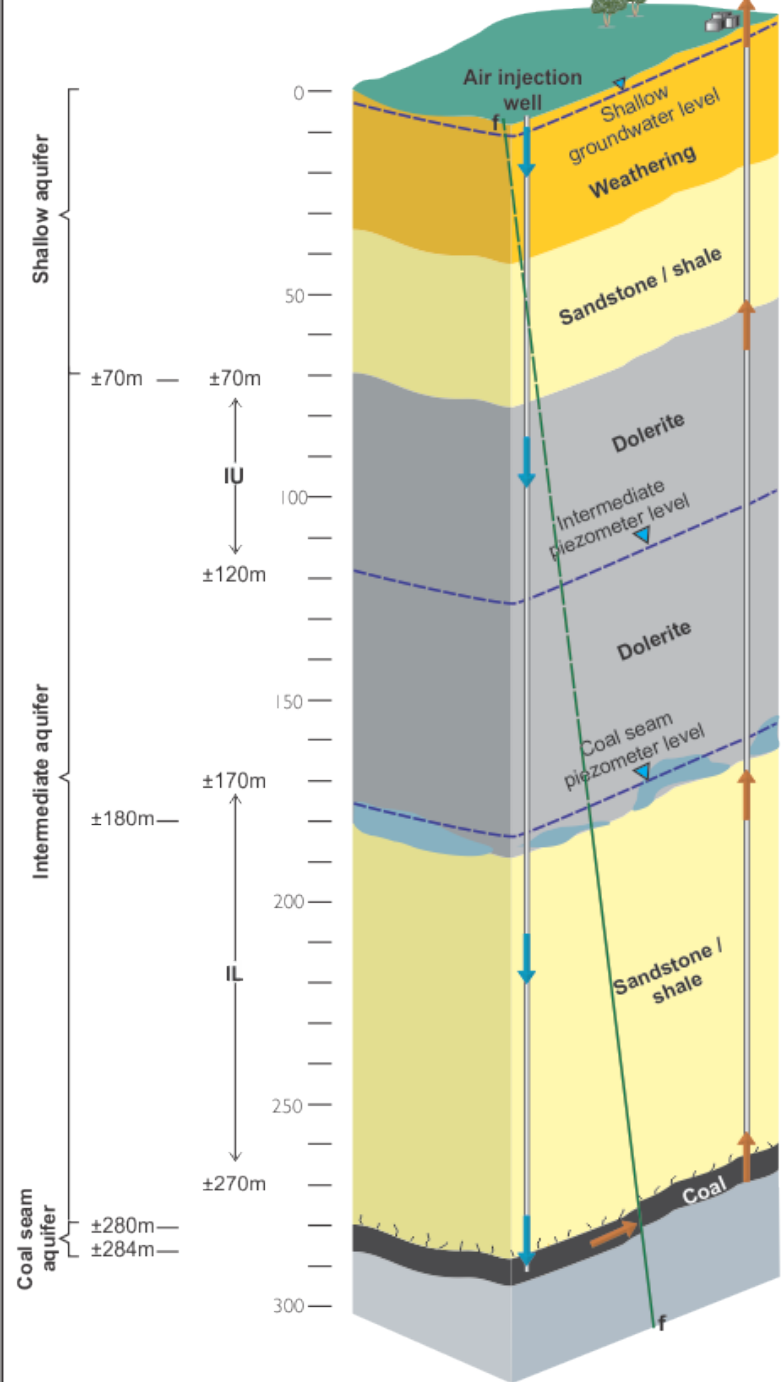 Air injection
well
0
f
Shallow
groundwater level
Weathering
Shallow aquifer
50
Sandstone / shale
±70m
±70m
Dolerite
IU
100
Intermediate
piezometer level
±120m
Dolerite
150
Intermediate aquifer
Coal seam
piezometer level
±170m
±180m
200
Sandstone /
shale
IL
250
±270m
Coal
Coal seam
aquifer
±280m
±284m
300
f